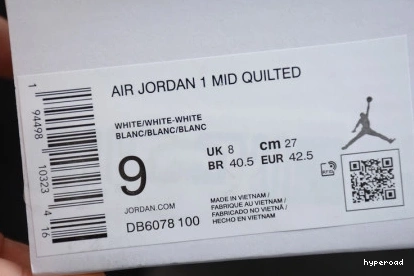 AIR JORDAN 1 MID QUILTED
WHITE/WHITE-WHITE
BLANC/BLANC/BLANC
9
UK 8 cm 27
BR 40.5 EUR 42.5
JORDAN.COM
DB6078 100
MADE IN VIETNAM /
FABRIQUE AU VIETNAM /
FABRICADO NO VIETNÃ /
HECHO EN VIETNAM
1 94498 10323 4 16
hyperoad